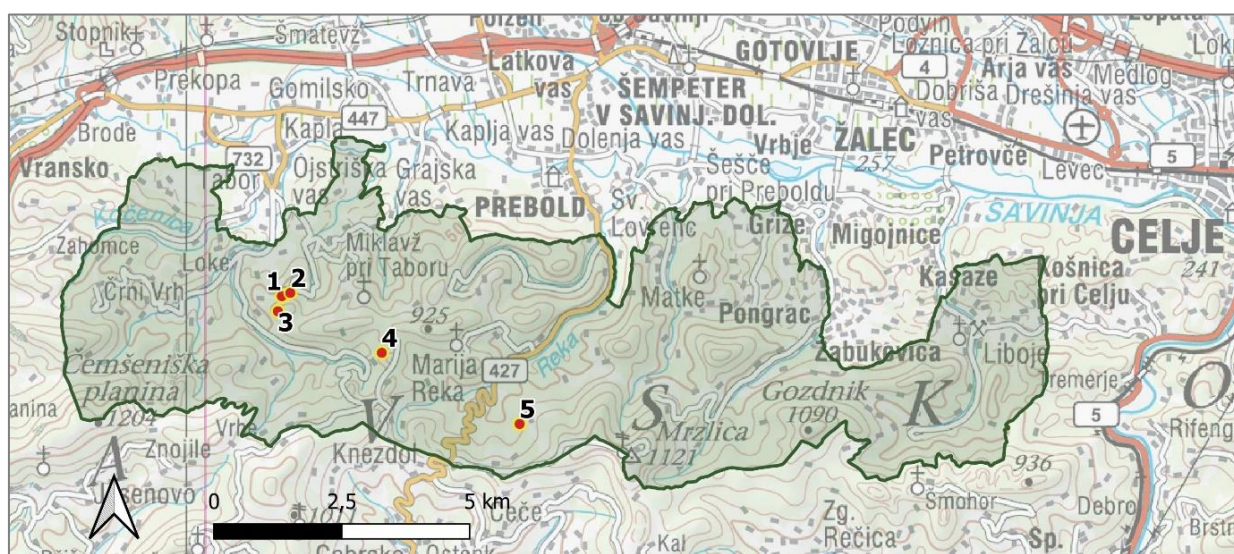 Stopnik
Šmatevž
Latkova
vas
GOTOVLJE
Ložnica pri Žalcu
4
Arja vas
Medlog
Prekopa
Gomilsko
Trnava
ŠEMPETER
V SAVINJ. DOL.
Dobriša
Drešinja vas
vas
Brode
Kapla
447
Kaplja vas
Dolenja vas
Vrbje
ŽALEC
257
Petrovče
5
Levec
Vransko
732
Tabor
Ojstriška
vas
Grajska
vas
Šešče
pri Preboldu
PREBOLD
Sv.
Lovrenc
Griže
Migojnice
SAVINJA
CELJE
241
Zahomce
Loke
Miklavž
pri Taboru
Kasaze
Košnica
pri Celju
Črni Vrh
1
2
3
Matke
Pongrac
925
4
Marija
Reka
Reka
427
Zabukovica
Liboje
Čemšeniška
planina
1204
Gozdnik
1090
5
5
V
S
K
O
A
Mrzlica
1121
Vrhe
Znojile
Knezdol
936
Smohor
Debro
Jesenovo
Čeče
Zg.
Rečica
Kal
Šp.
0
2,5
5 km